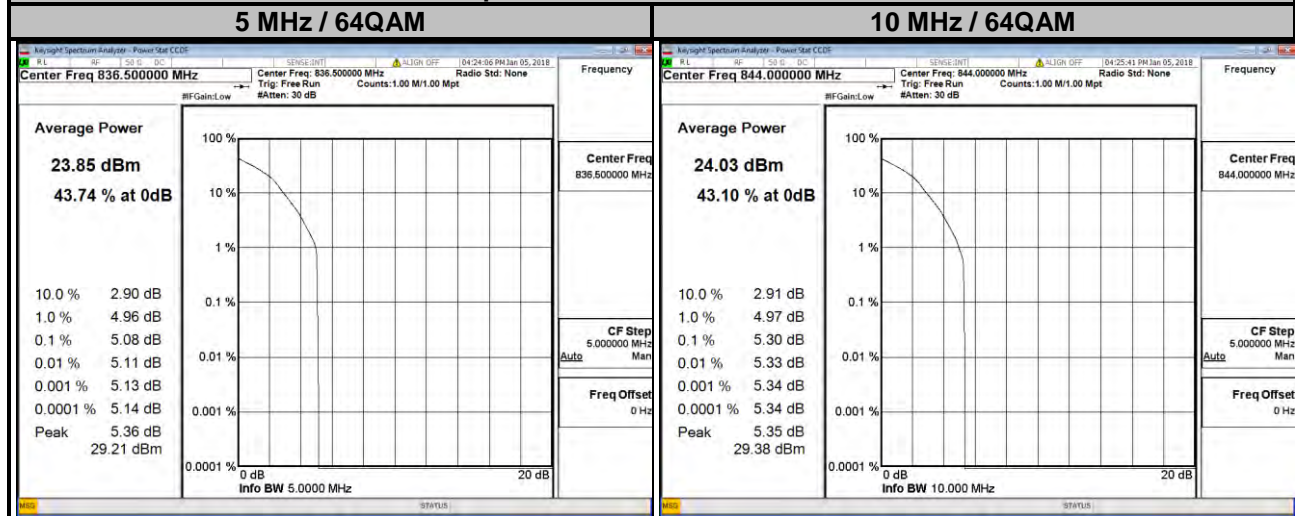 5 MHz / 64QAM
10 MHz / 64QAM
Keysight Spectrum Analyzer - Power Stat CCDF
RL RF 50 Ω DC SENSE:INT ALIGN OFF 04:24:06 PM Jan 05, 2018
Center Freq 836.500000 MHz
Center Freq: 836.500000 MHz Radio Std: None
Trig: Free Run Counts:1.00 M/1.00 Mpt
#IFGain:Low #Atten: 30 dB
Frequency
Average Power
23.85 dBm
43.74 % at 0dB
10.0 % 2.90 dB
1.0 % 4.96 dB
0.1 % 5.08 dB
0.01 % 5.11 dB
0.001 % 5.13 dB
0.0001 % 5.14 dB
Peak 5.36 dB
29.21 dBm
100 %
10 %
1 %
0.1 %
0.01 %
0.001 %
0.0001 %
0 dB 20 dB
Info BW 5.0000 MHz
Center Freq
836.500000 MHz
CF Step
5.000000 MHz
Auto Man
Freq Offset
0 Hz
MSG STATUS
Keysight Spectrum Analyzer - Power Stat CCDF
RL RF 50 Ω DC SENSE:INT ALIGN OFF 04:25:41 PM Jan 05, 2018
Center Freq 844.000000 MHz
Center Freq: 844.000000 MHz Radio Std: None
Trig: Free Run Counts:1.00 M/1.00 Mpt
#IFGain:Low #Atten: 30 dB
Frequency
Average Power
24.03 dBm
43.10 % at 0dB
10.0 % 2.91 dB
1.0 % 4.97 dB
0.1 % 5.30 dB
0.01 % 5.33 dB
0.001 % 5.34 dB
0.0001 % 5.34 dB
Peak 5.35 dB
29.38 dBm
100 %
10 %
1 %
0.1 %
0.01 %
0.001 %
0.0001 %
0 dB 20 dB
Info BW 10.000 MHz
Center Freq
844.000000 MHz
CF Step
5.000000 MHz
Auto Man
Freq Offset
0 Hz
MSG STATUS